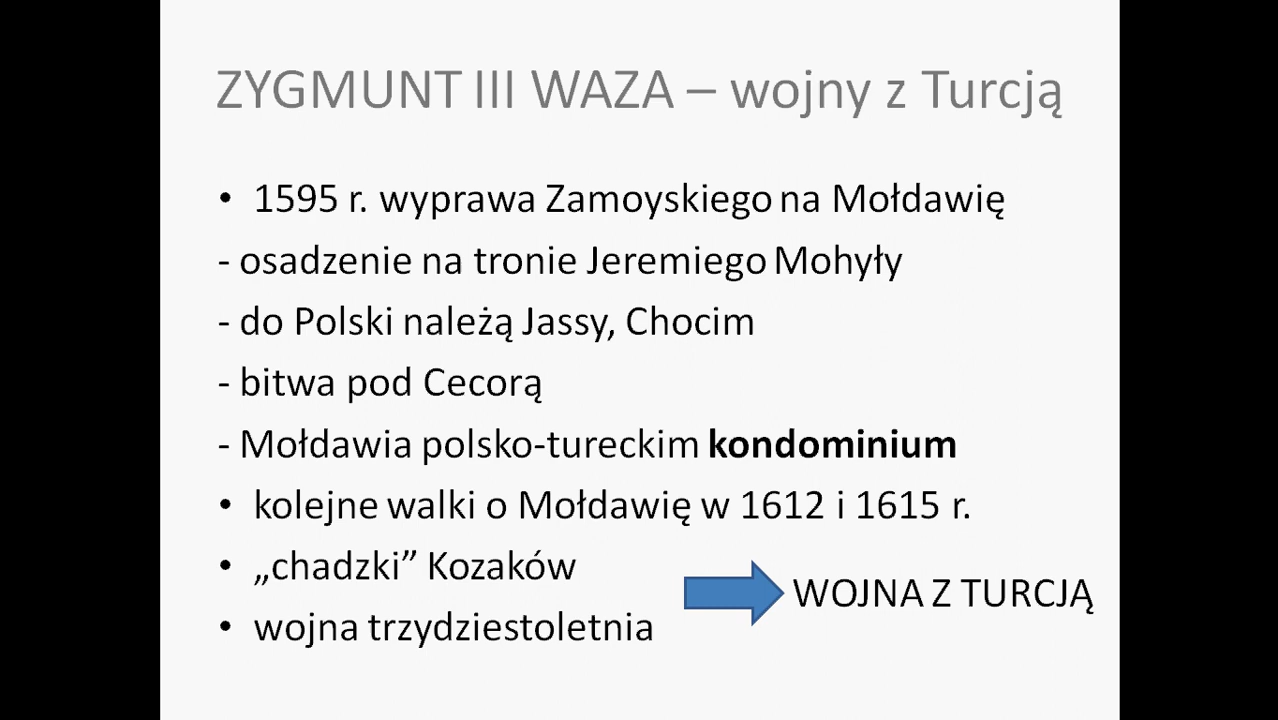 ZYGMUNT III WAZA – wojny z Turcją
• 1595 r. wyprawa Zamoyskiego na Mołdawię
- osadzenie na tronie Jeremiego Mohyły
- do Polski należą Jassy, Chocim
- bitwa pod Cecorą
- Mołdawia polsko-tureckim kondominium
• kolejne walki o Mołdawię w 1612 i 1615 r.
• „chadzki” Kozaków
• wojna trzydziestoletnia
WOJNA Z TURCJĄ